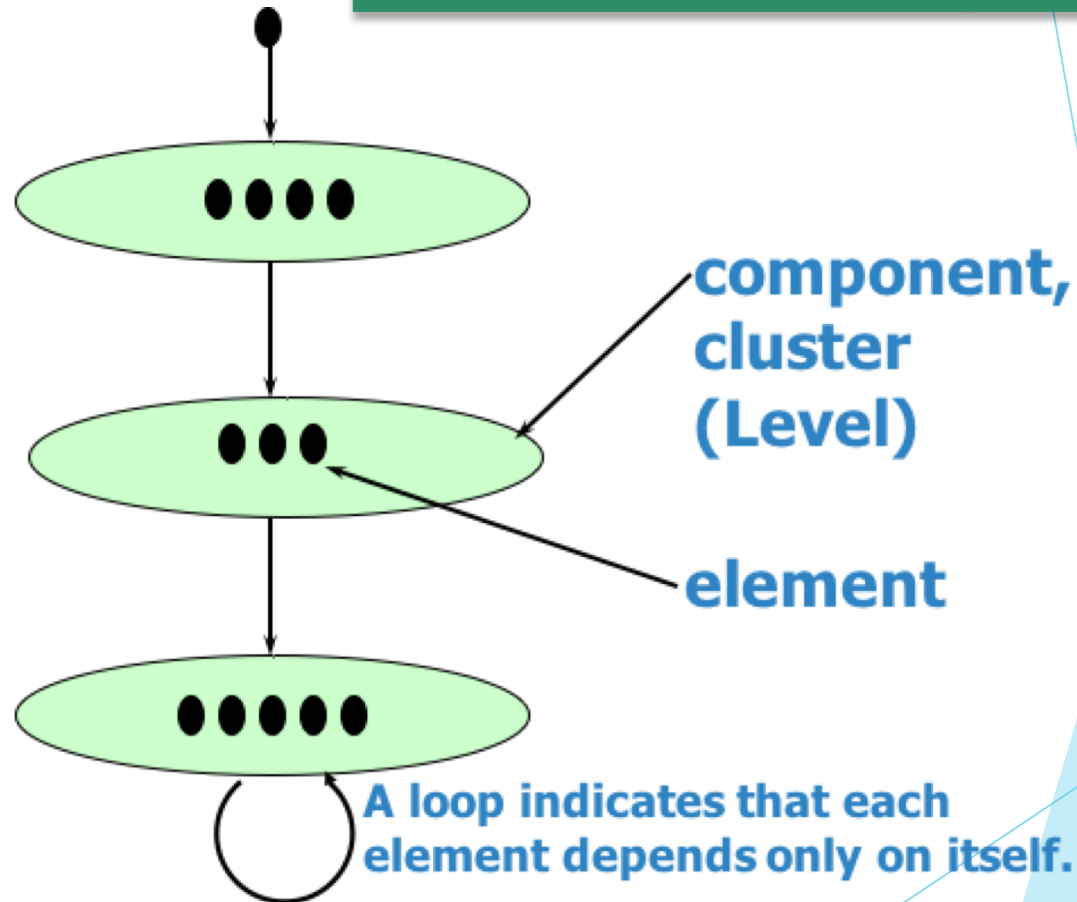 component,
cluster
(Level)
element
A loop indicates that each
element depends only on itself.